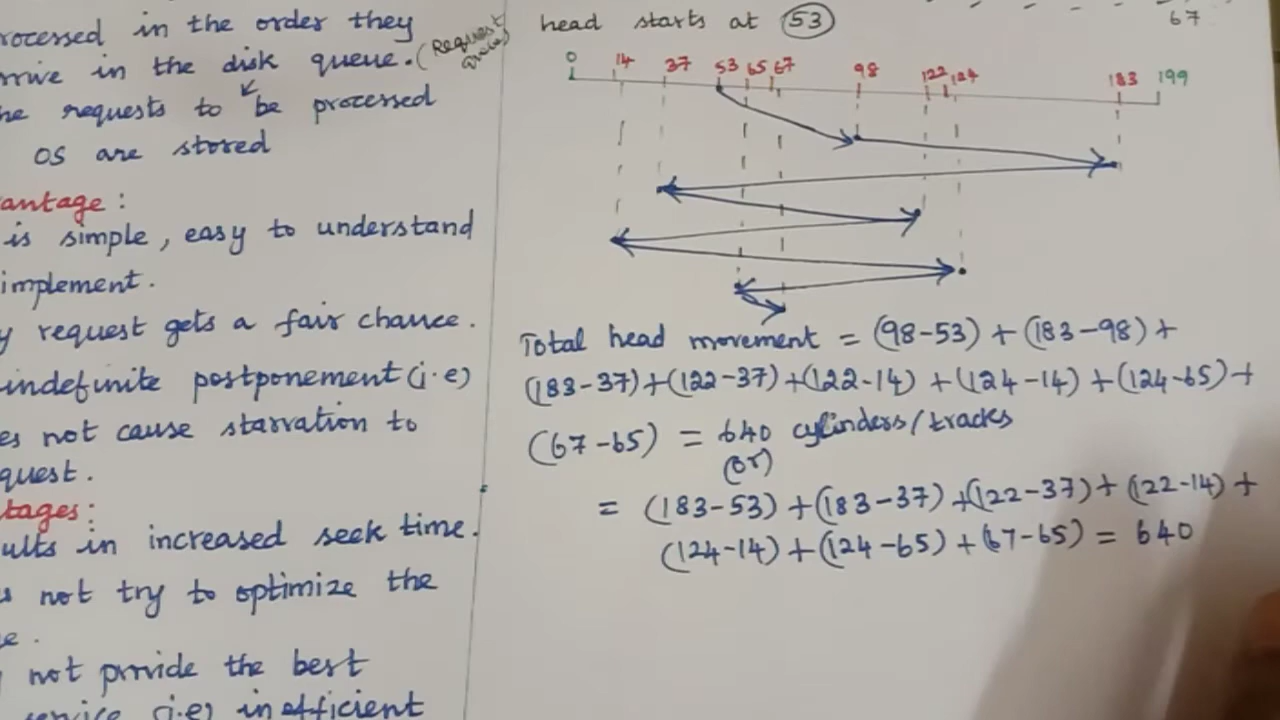 rocessed in the order they
rrive in the disk queue. (Request
he requests to be processed
OS are stored
antage:
is simple, easy to understand
implement.
y request gets a fair chance.
indefinite postponement (i.e)
es not cause starvation to
quest.
tages:
ults in increased seek time.
s not try to optimize the
e.
not provide the best
service (i.e) inefficient
67
head starts at 53
0 14 37 53 65 67 98 122 124 183 199
Total head movement = (98-53) + (183-98) +
(183-37)+(122-37)+(122-14) + (124-14) + (124-65) +
(67-65) = 640 cylinders/tracks
(or)
= (183-53) + (183-37) + (122-37) + (122-14) +
(124-14) + (124-65) + (67-65) = 640